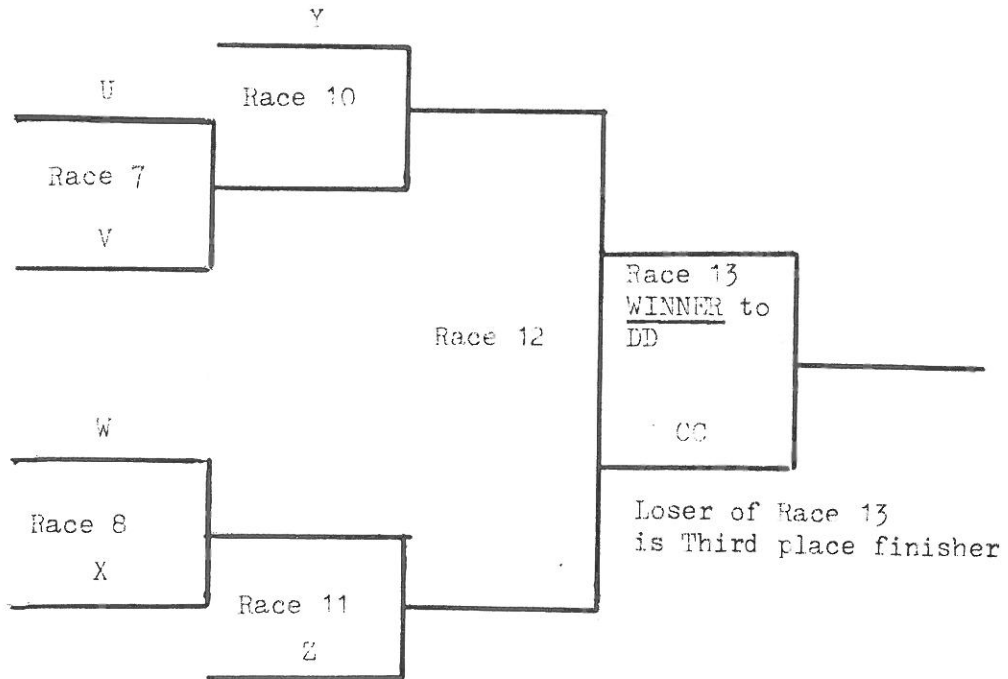 Y
U
Race 10
Race 7
V
Race 13
WINNER to
DD
Race 12
CC
W
Loser of Race 13
is Third place finisher
Race 8
X
Race 11
Z